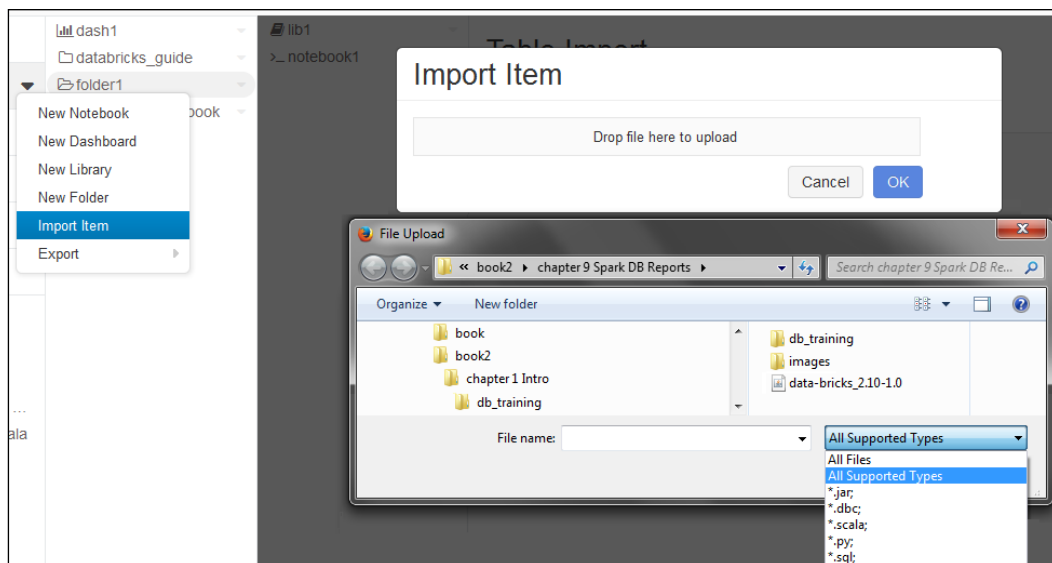 dash1
databricks_guide
folder1
book
New Notebook
New Dashboard
New Library
New Folder
Import Item
Export
...
ala
lib1
>_ notebook1
Table Import
Import Item
Drop file here to upload
Cancel
OK
File Upload
« book2 ▸ chapter 9 Spark DB Reports ▸
Search chapter 9 Spark DB Re...
Organize
New folder
book
book2
chapter 1 Intro
db_training
db_training
images
data-bricks_2.10-1.0
File name:
All Supported Types
All Files
All Supported Types
*.jar;
*.dbc;
*.scala;
*.py;
*.sql;